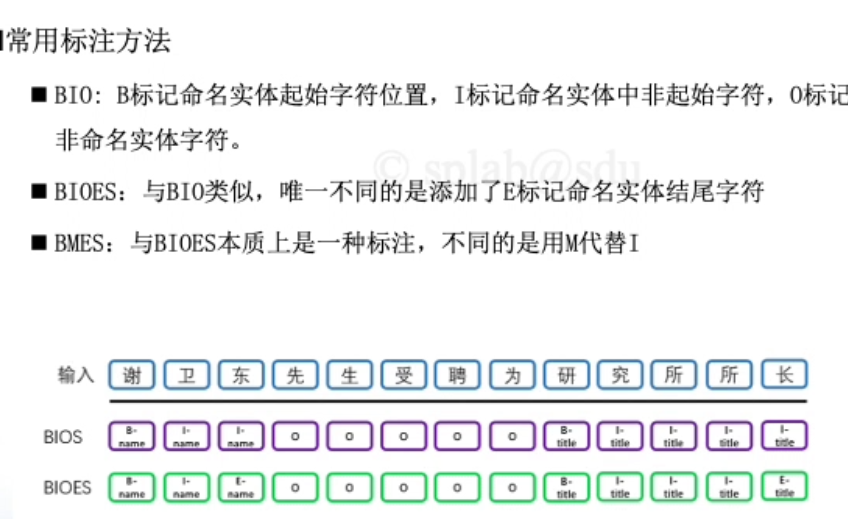 常用标注方法
■ BIO: B标记命名实体起始字符位置，I标记命名实体中非起始字符，O标记
非命名实体字符。
© splab@sdu
■ BIOES：与BIO类似，唯一不同的是添加了E标记命名实体结尾字符
■ BMES：与BIOES本质上是一种标注，不同的是用M代替I
输入 谢 卫 东 先 生 受 聘 为 研 究 所 所 长
BIOS B-name I-name I-name O O O O O B-title I-title I-title I-title I-title
BIOES B-name I-name E-name O O O O O B-title I-title I-title I-title E-title